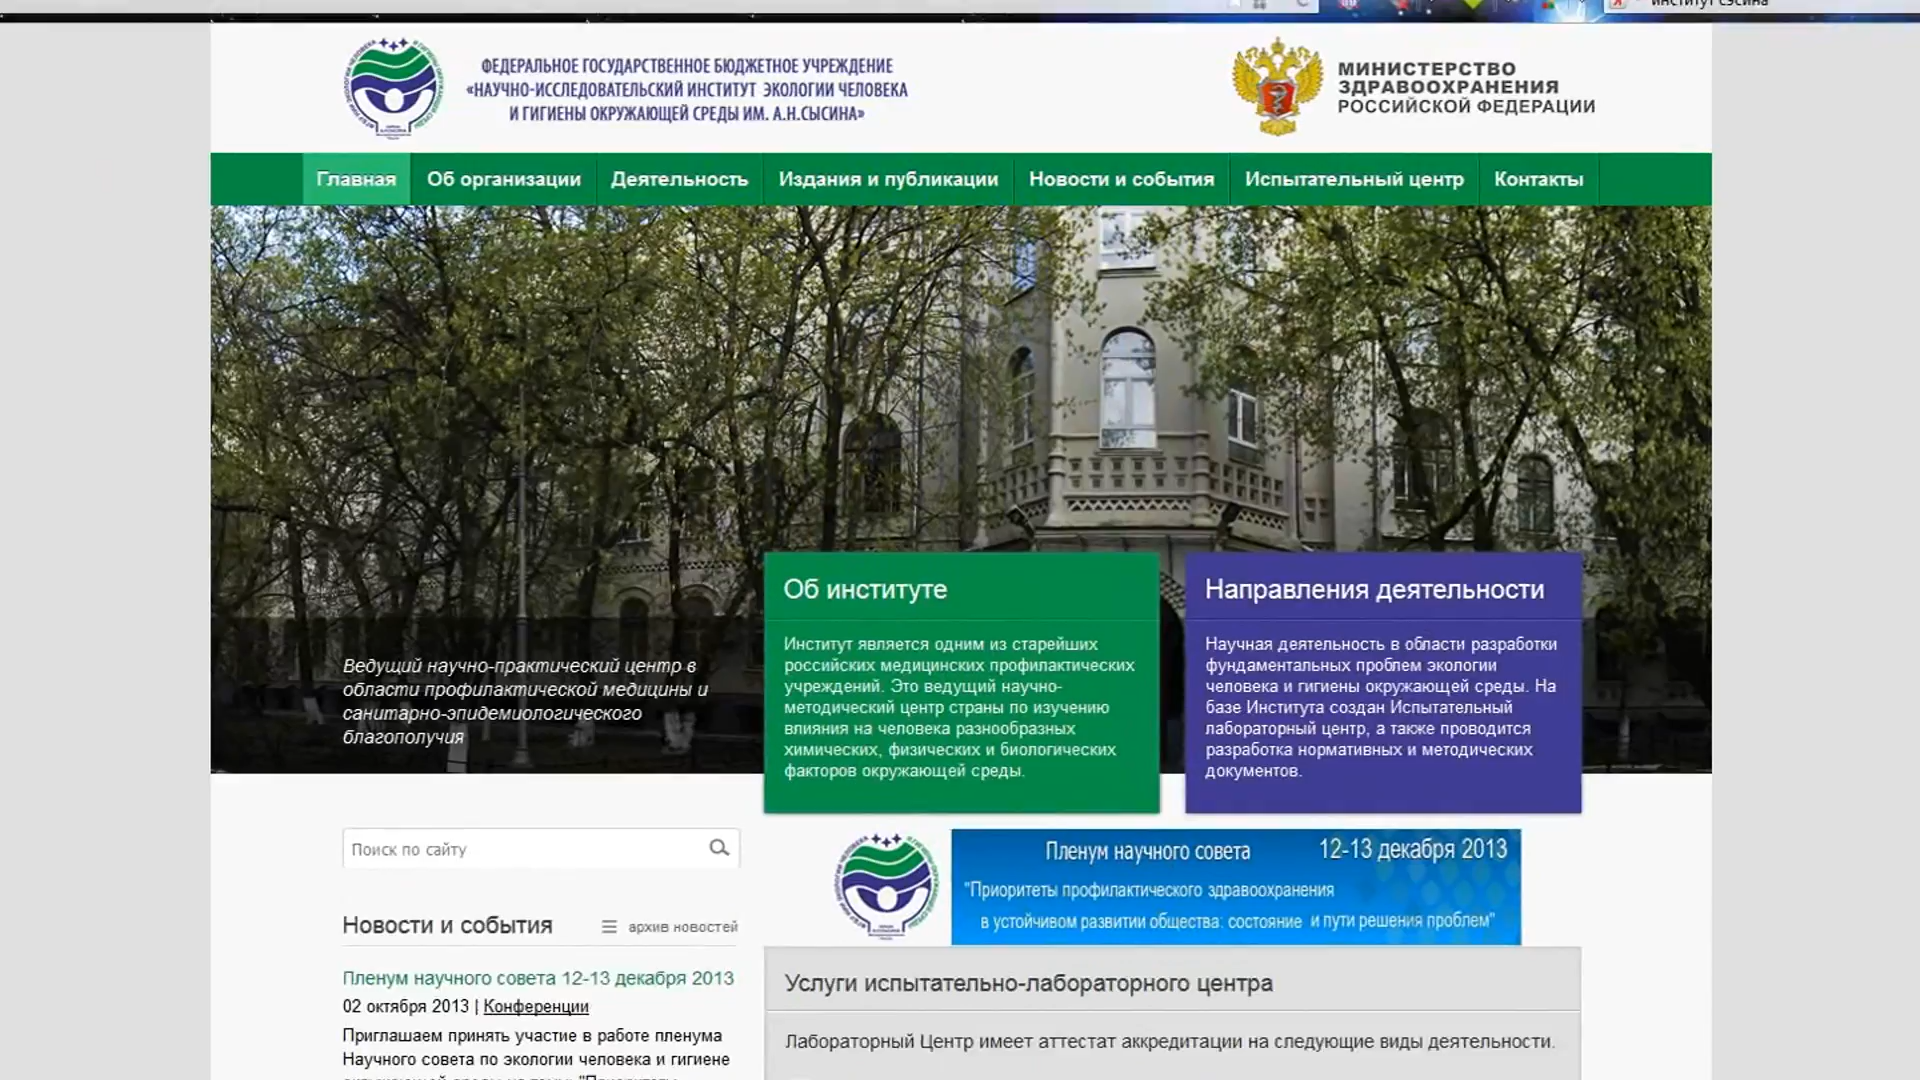 институт сэсина
ФЕДЕРАЛЬНОЕ ГОСУДАРСТВЕННОЕ БЮДЖЕТНОЕ УЧРЕЖДЕНИЕ
«НАУЧНО-ИССЛЕДОВАТЕЛЬСКИЙ ИНСТИТУТ ЭКОЛОГИИ ЧЕЛОВЕКА
И ГИГИЕНЫ ОКРУЖАЮЩЕЙ СРЕДЫ ИМ. А.Н.СЫСИНА»
МИНИСТЕРСТВО
ЗДРАВООХРАНЕНИЯ
РОССИЙСКОЙ ФЕДЕРАЦИИ
Главная Об организации Деятельность Издания и публикации Новости и события Испытательный центр Контакты
Ведущий научно-практический центр в
области профилактической медицины и
санитарно-эпидемиологического
благополучия
Об институте
Институт является одним из старейших
российских медицинских профилактических
учреждений. Это ведущий научно-
методический центр страны по изучению
влияния на человека разнообразных
химических, физических и биологических
факторов окружающей среды.
Направления деятельности
Научная деятельность в области разработки
фундаментальных проблем экологии
человека и гигиены окружающей среды. На
базе Института создан Испытательный
лабораторный центр, а также проводится
разработка нормативных и методических
документов.
Поиск по сайту
Новости и события архив новостей
Пленум научного совета 12-13 декабря 2013
02 октября 2013 | Конференции
Приглашаем принять участие в работе пленума
Научного совета по экологии человека и гигиене
Пленум научного совета 12-13 декабря 2013
"Приоритеты профилактического здравоохранения
в устойчивом развитии общества: состояние и пути решения проблем"
Услуги испытательно-лабораторного центра
Лабораторный Центр имеет аттестат аккредитации на следующие виды деятельности.